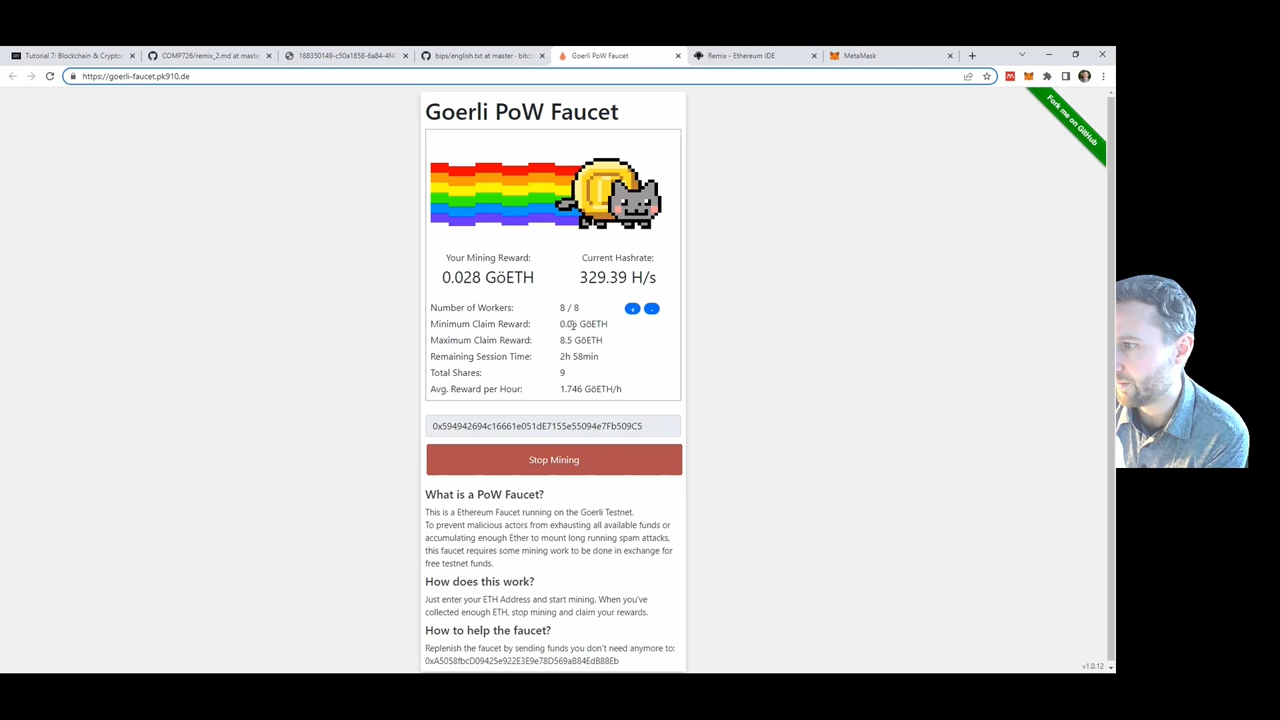 Tutorial 7: Blockchain & Cryptoc
COMP726/remix_2.md at master
188350149-c50a1858-6a84-4f4
bips/english.txt at master · bitco
Goerli PoW Faucet
Remix - Ethereum IDE
MetaMask
https://goerli-faucet.pk910.de
Fork me on GitHub
Goerli PoW Faucet
Your Mining Reward: Current Hashrate:
0.028 GöETH 329.39 H/s
Number of Workers: 8 / 8 + -
Minimum Claim Reward: GöETH
Maximum Claim Reward: 8.5 GöETH
Remaining Session Time: 2h 58min
Total Shares: 9
Avg. Reward per Hour: 1.746 GöETH/h
0x594942694c16661e051dE7155e55094e7Fb509C5
Stop Mining
What is a PoW Faucet?
This is a Ethereum Faucet running on the Goerli Testnet.
To prevent malicious actors from exhausting all available funds or
accumulating enough Ether to mount long running spam attacks,
this faucet requires some mining work to be done in exchange for
free testnet funds.
How does this work?
Just enter your ETH Address and start mining. When you've
collected enough ETH, stop mining and claim your rewards.
How to help the faucet?
Replenish the faucet by sending funds you don't need anymore to:
0xA5058fbcD09425e922E3E9e78D569aB84EdB88Eb
v1.0.12